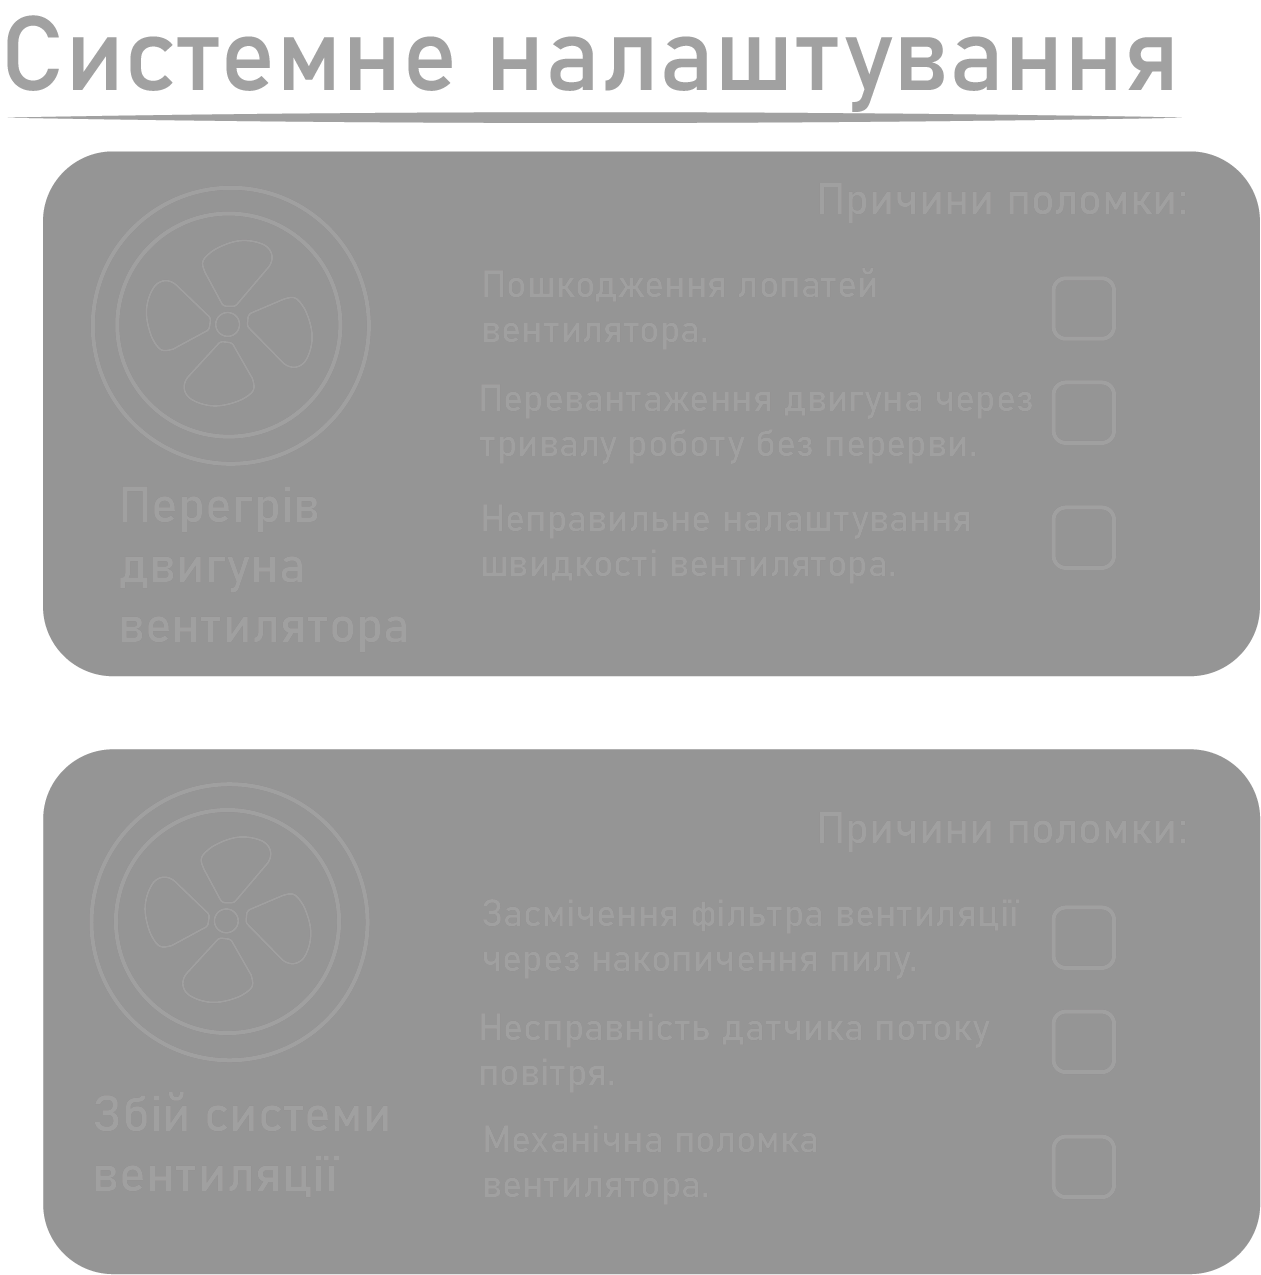 Системне налаштування
Причини поломки:
Пошкодження лопатей
вентилятора.
Перевантаження двигуна через
тривалу роботу без перерви.
Неправильне налаштування
швидкості вентилятора.
Перегрів
двигуна
вентилятора
Причини поломки:
Засмічення фільтра вентиляції
через накопичення пилу.
Несправність датчика потоку
повітря.
Механічна поломка
вентилятора.
Збій системи
вентиляції